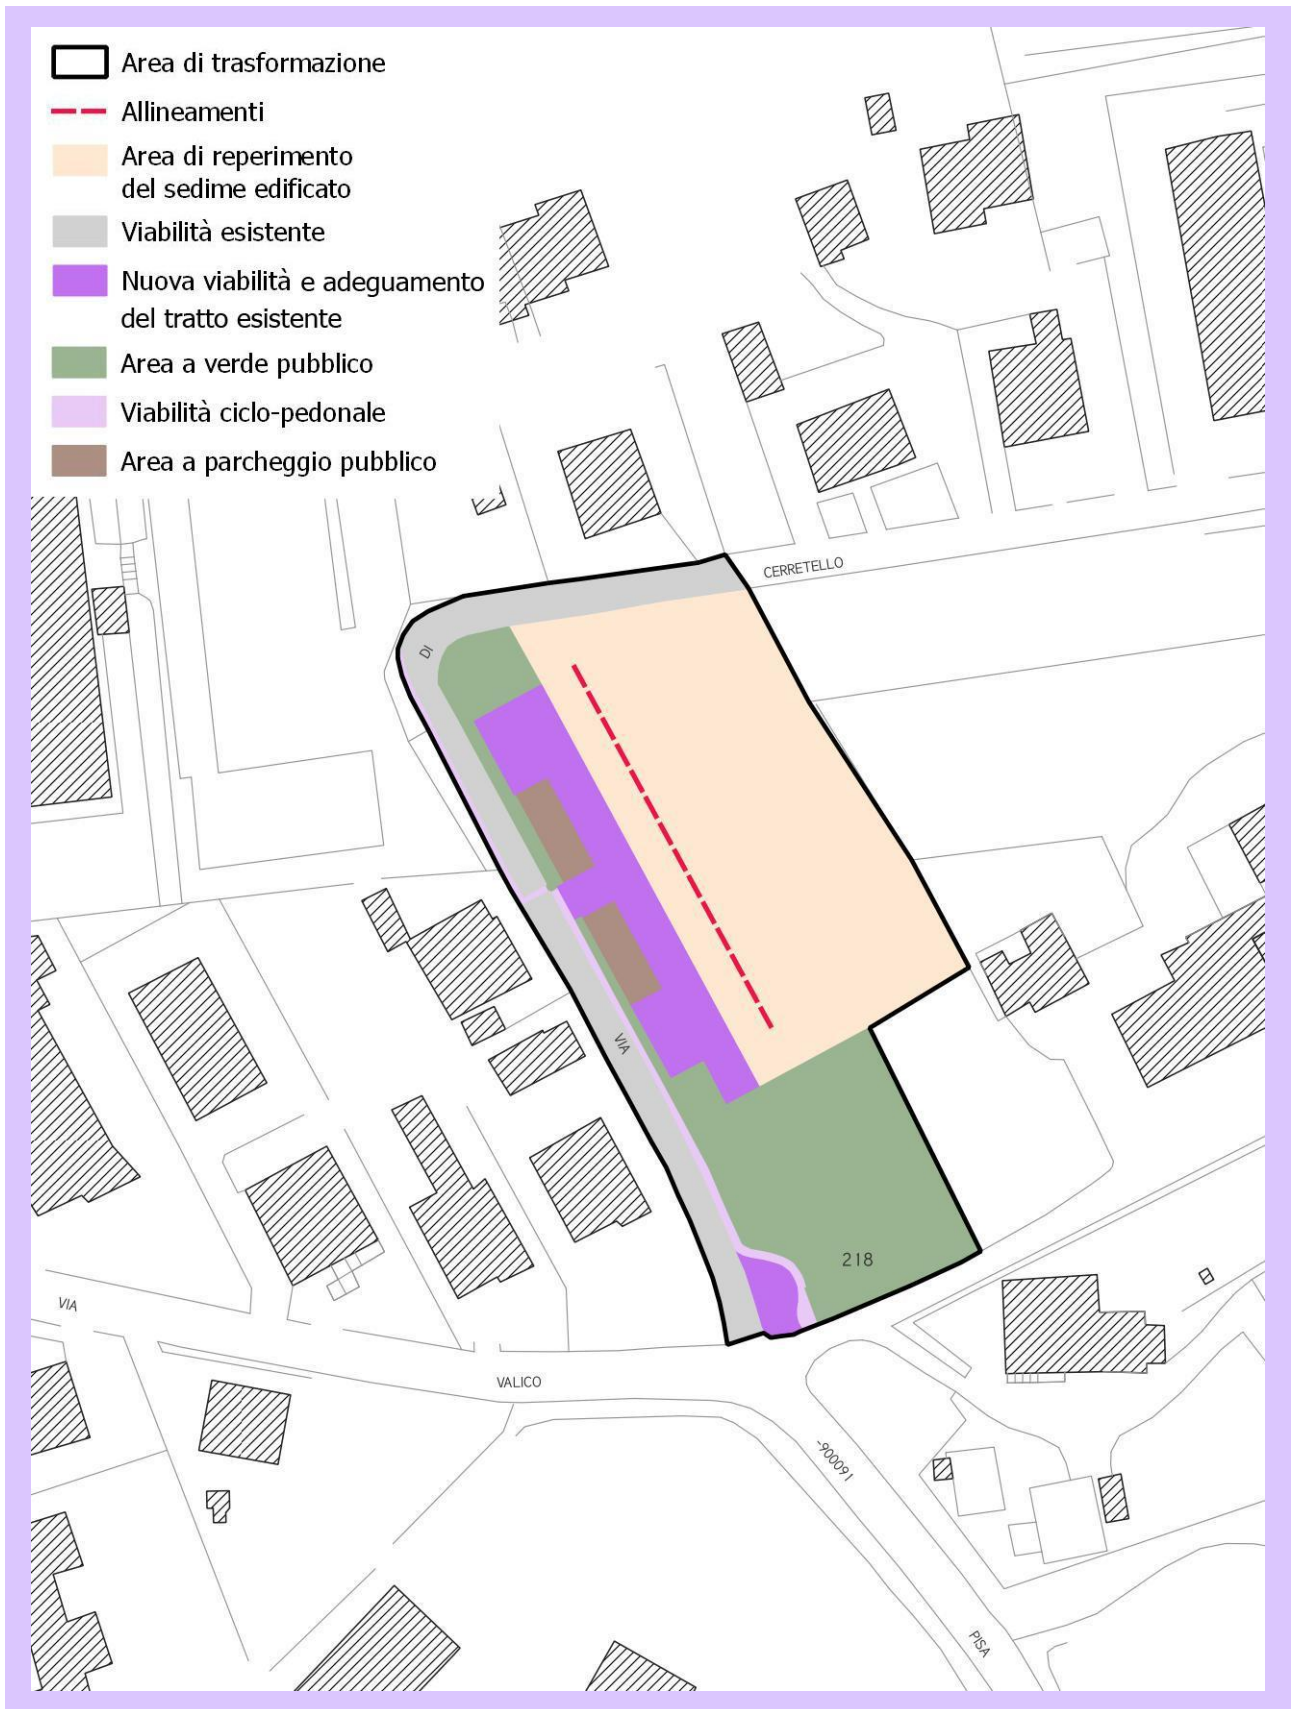 Area di trasformazione
Allineamenti
Area di reperimento
del sedime edificato
Viabilità esistente
Nuova viabilità e adeguamento
del tratto esistente
Area a verde pubblico
Viabilità ciclo-pedonale
Area a parcheggio pubblico
CERRETELLO
DI
VIA
218
VIA
VALICO
-900091
PISA